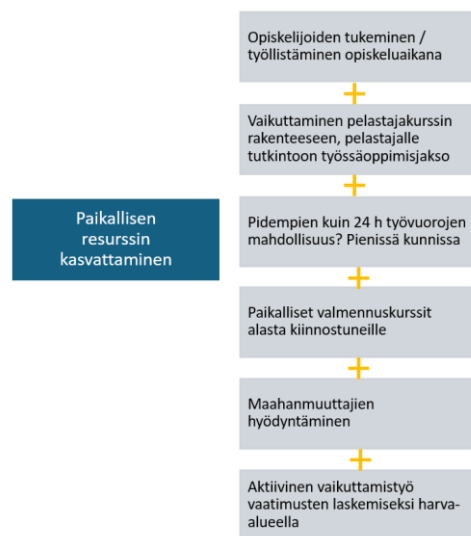 Opiskelijoiden tukeminen /
työllistäminen opiskeluaikana
+
Vaikuttaminen pelastajakurssin
rakenteeseen, pelastajalle
tutkintoon työssäoppimisjakso
+
Paikallisen
resurssin
kasvattaminen
Pidempien kuin 24 h työvuorojen
mahdollisuus? Pienissä kunnissa
+
Paikalliset valmennuskurssit
alasta kiinnostuneille
+
Maahanmuuttajien
hyödyntäminen
+
Aktiivinen vaikuttamistyö
vaatimusten laskemiseksi harva-
alueella